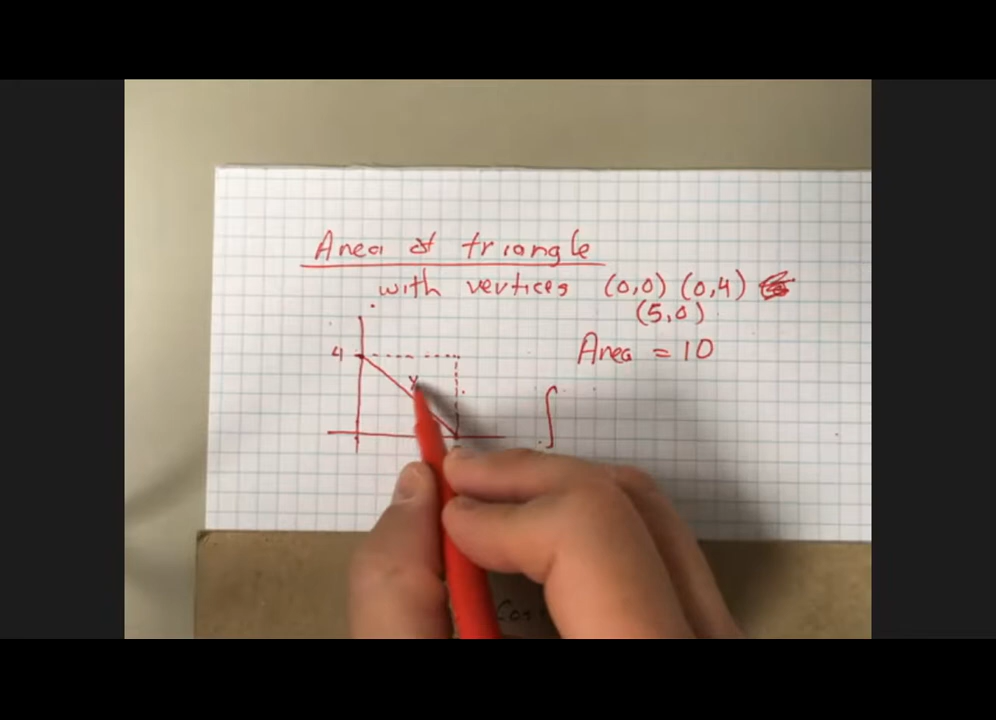 Area of triangle
with vertices (0,0) (0,4)
(5,0)
Area = 10
4
y
∫